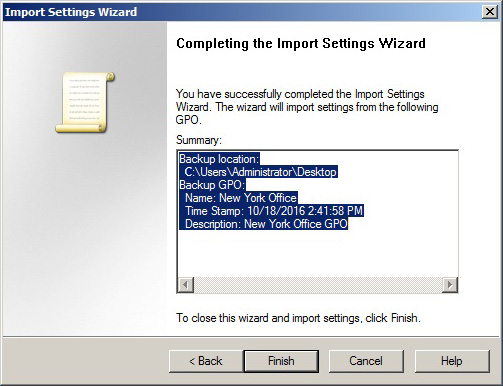 Import Settings Wizard
Completing the Import Settings Wizard
You have successfully completed the Import Settings
Wizard. The wizard will import settings from the following
GPO.
Summary:
Backup location:
C:\Users\Administrator\Desktop
Backup GPO:
Name: New York Office
Time Stamp: 10/18/2016 2:41:58 PM
Description: New York Office GPO
To close this wizard and import settings, click Finish.
< Back
Finish
Cancel
Help